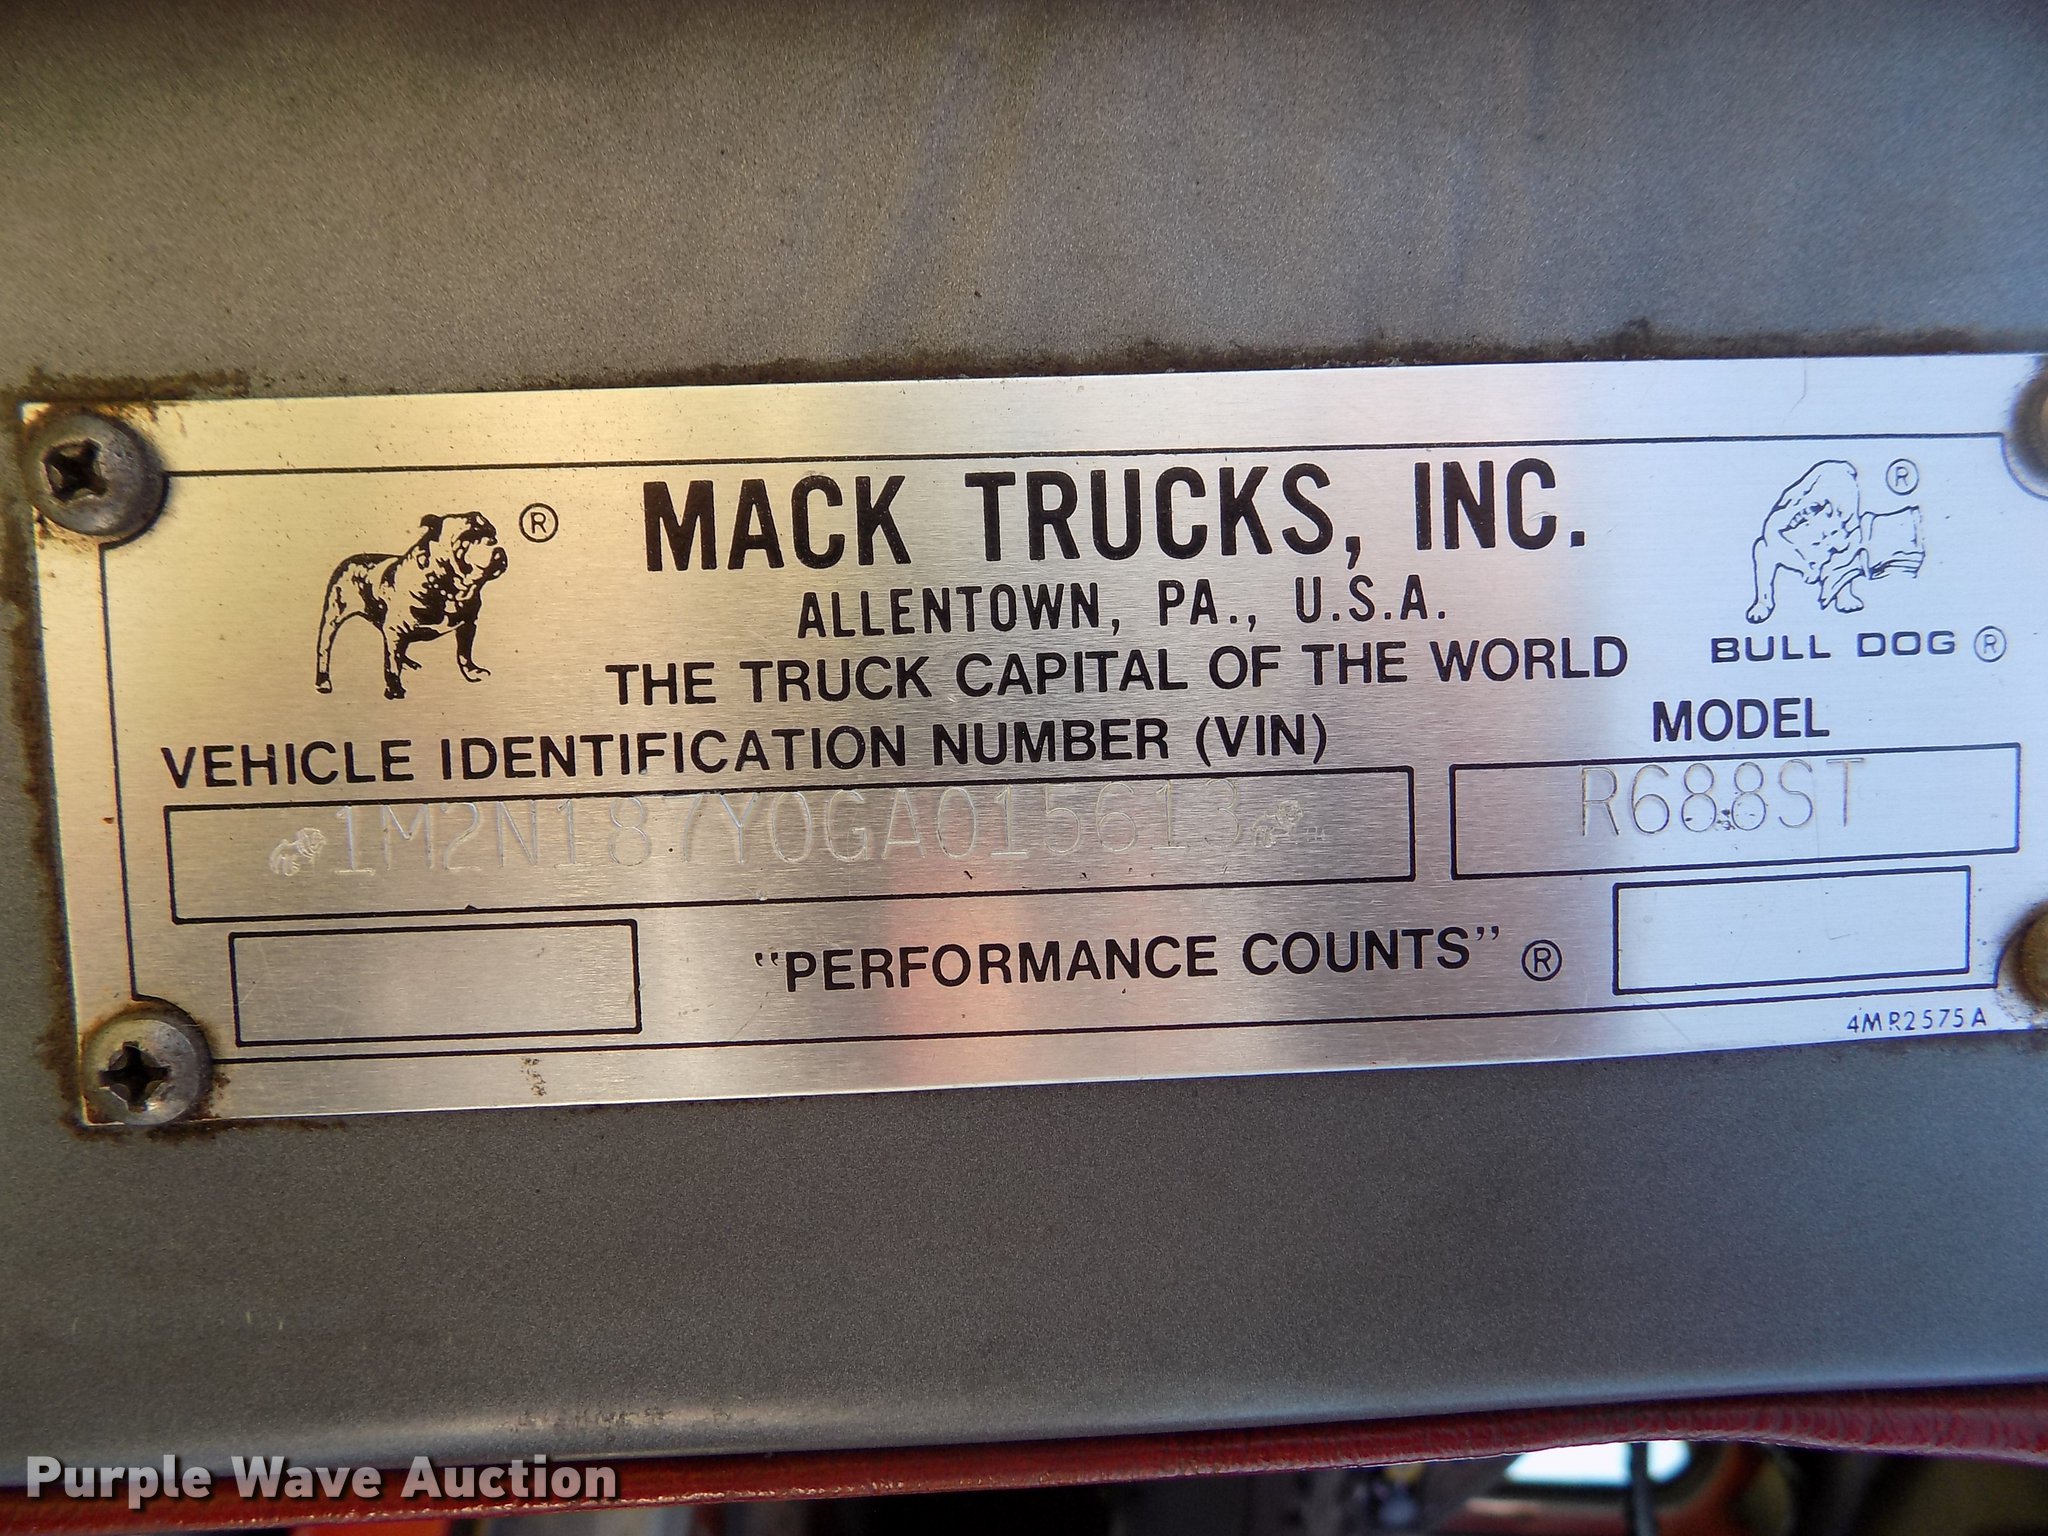 ® MACK TRUCKS, INC. ®
ALLENTOWN, PA., U.S.A.
BULL DOG ®
THE TRUCK CAPITAL OF THE WORLD
VEHICLE IDENTIFICATION NUMBER (VIN) MODEL
1M2N187Y0GA015613 R688ST
"PERFORMANCE COUNTS" ®
4MR2575A
Purple Wave Auction